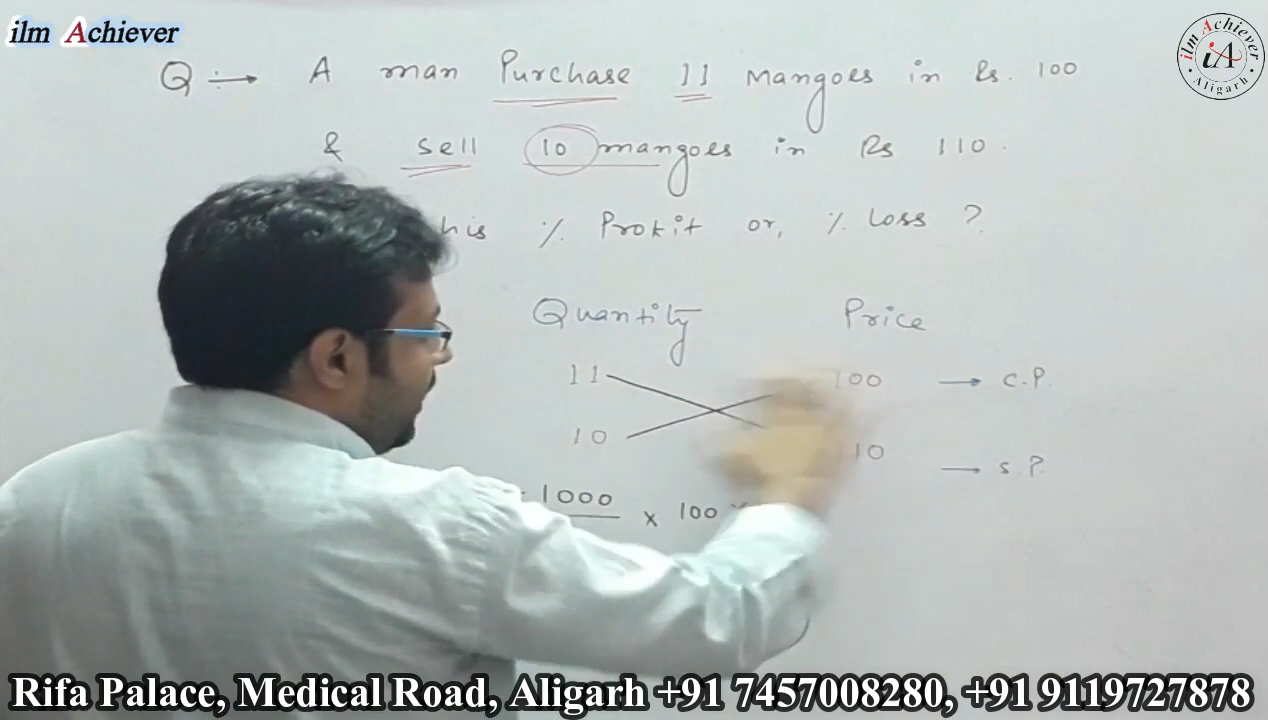 ilm Achiever
ilm Achiever
iA
Aligarh
Q :→ A man Purchase 11 mangoes in Rs. 100
& sell 10 mangoes in Rs 110.
his % Profit or, % Loss ?
Quantity Price
11 100 → C.P.
10 110 → S.P.
- 1000 × 100
Rifa Palace, Medical Road, Aligarh +91 7457008280, +91 9119727878